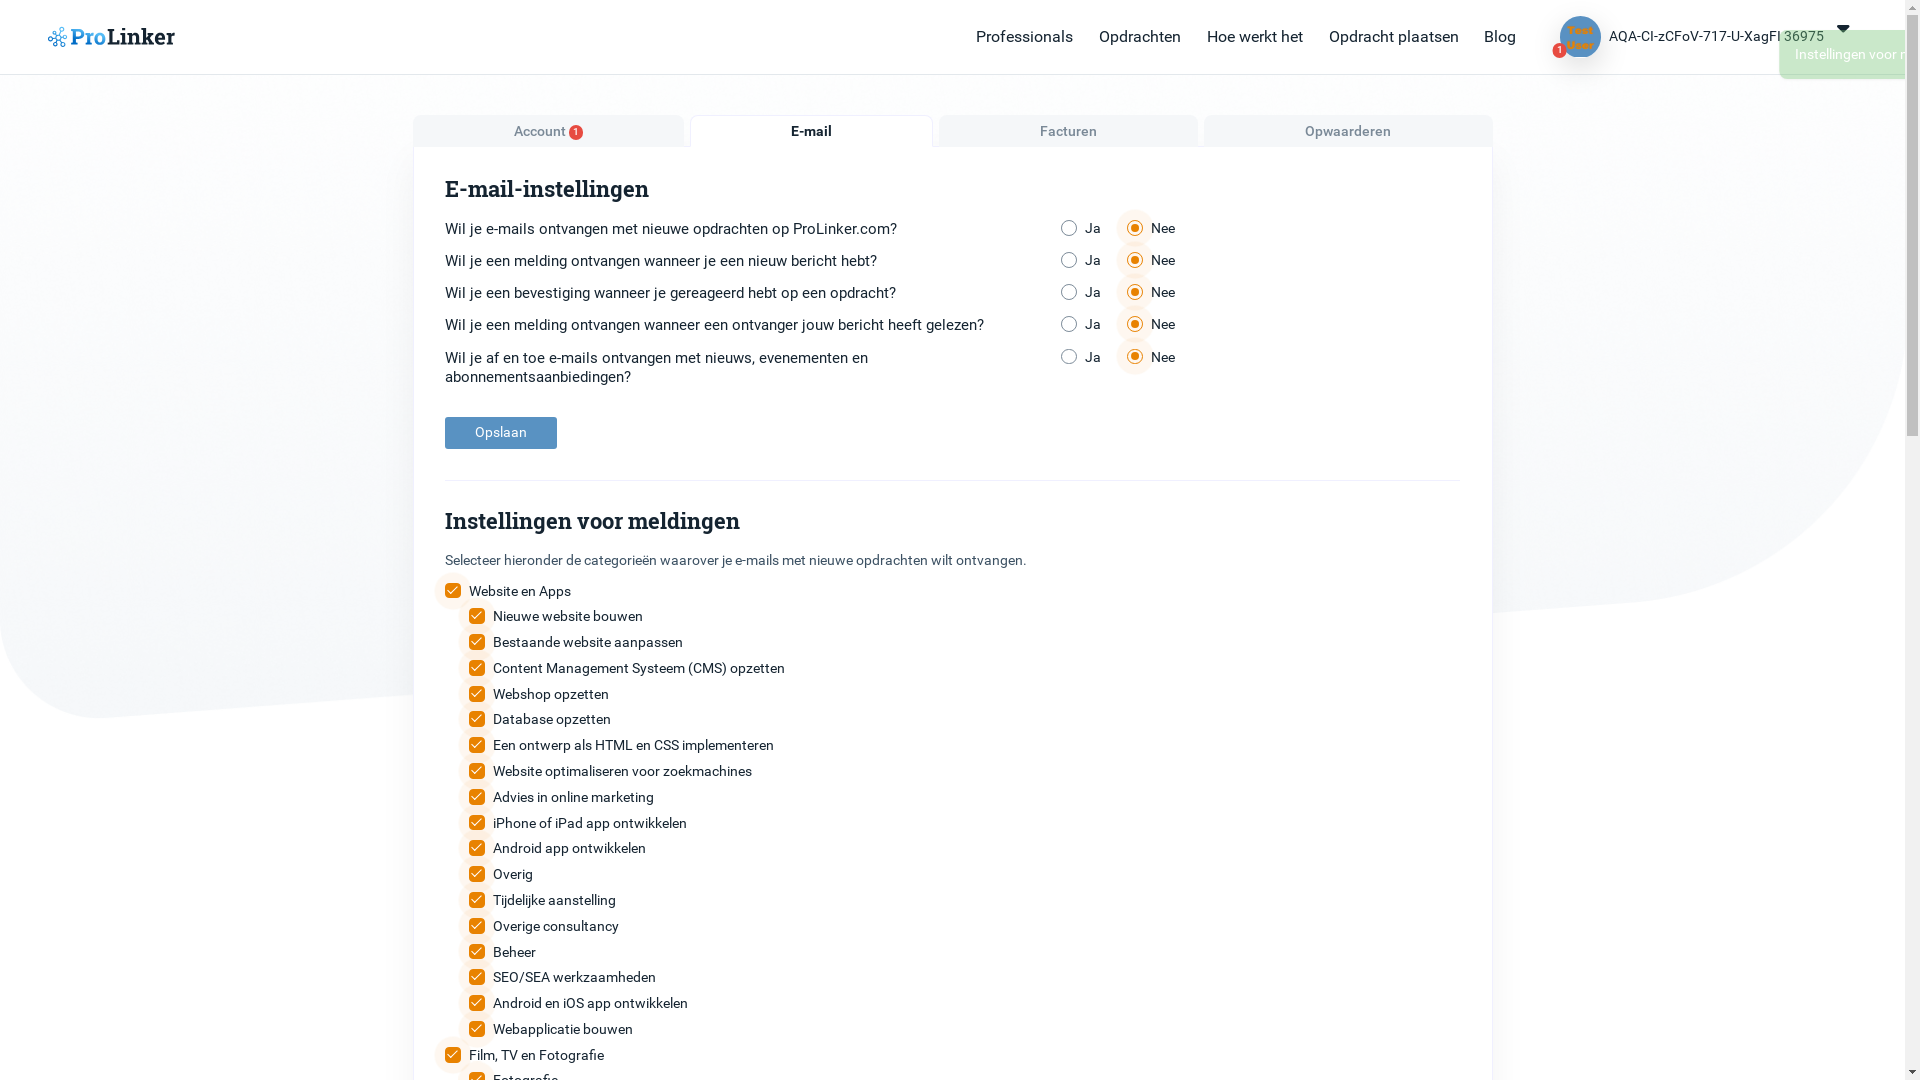 ProLinker
Professionals Opdrachten Hoe werkt het Opdracht plaatsen Blog
Test User
1
AQA-CI-zCFoV-717-U-XagFI 36975
Instellingen voor
Account 1
E-mail
Facturen
Opwaarderen
E-mail-instellingen
Wil je e-mails ontvangen met nieuwe opdrachten op ProLinker.com? Ja Nee
Wil je een melding ontvangen wanneer je een nieuw bericht hebt? Ja Nee
Wil je een bevestiging wanneer je gereageerd hebt op een opdracht? Ja Nee
Wil je een melding ontvangen wanneer een ontvanger jouw bericht heeft gelezen? Ja Nee
Wil je af en toe e-mails ontvangen met nieuws, evenementen en Ja Nee
abonnementsaanbiedingen?
Opslaan
Instellingen voor meldingen
Selecteer hieronder de categorieën waarover je e-mails met nieuwe opdrachten wilt ontvangen.
Website en Apps
Nieuwe website bouwen
Bestaande website aanpassen
Content Management Systeem (CMS) opzetten
Webshop opzetten
Database opzetten
Een ontwerp als HTML en CSS implementeren
Website optimaliseren voor zoekmachines
Advies in online marketing
iPhone of iPad app ontwikkelen
Android app ontwikkelen
Overig
Tijdelijke aanstelling
Overige consultancy
Beheer
SEO/SEA werkzaamheden
Android en iOS app ontwikkelen
Webapplicatie bouwen
Film, TV en Fotografie
Fotografie